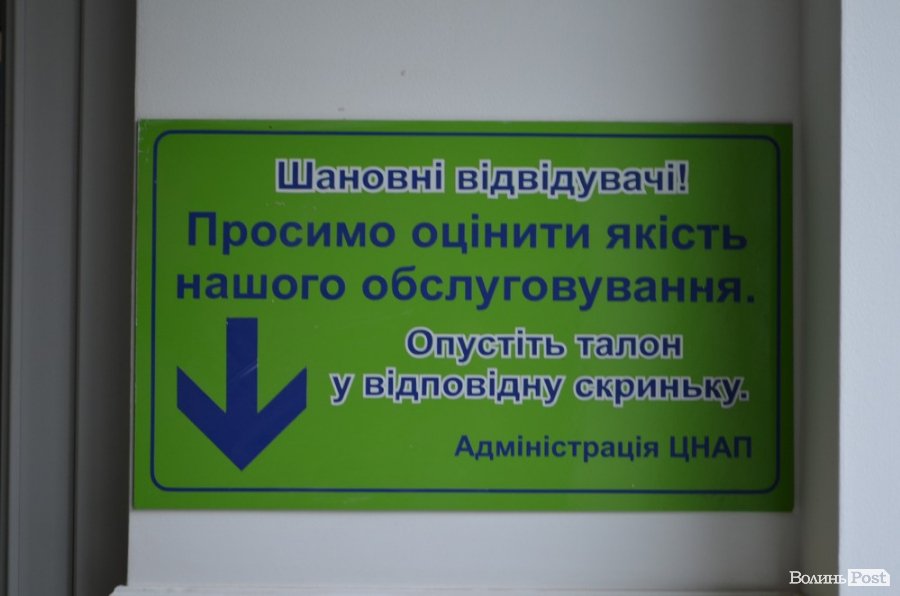 Шановні відвідувачі!
Просимо оцінити якість
нашого обслуговування.
Опустіть талон
у відповідну скриньку.
Адміністрація ЦНАП
Волинь Post